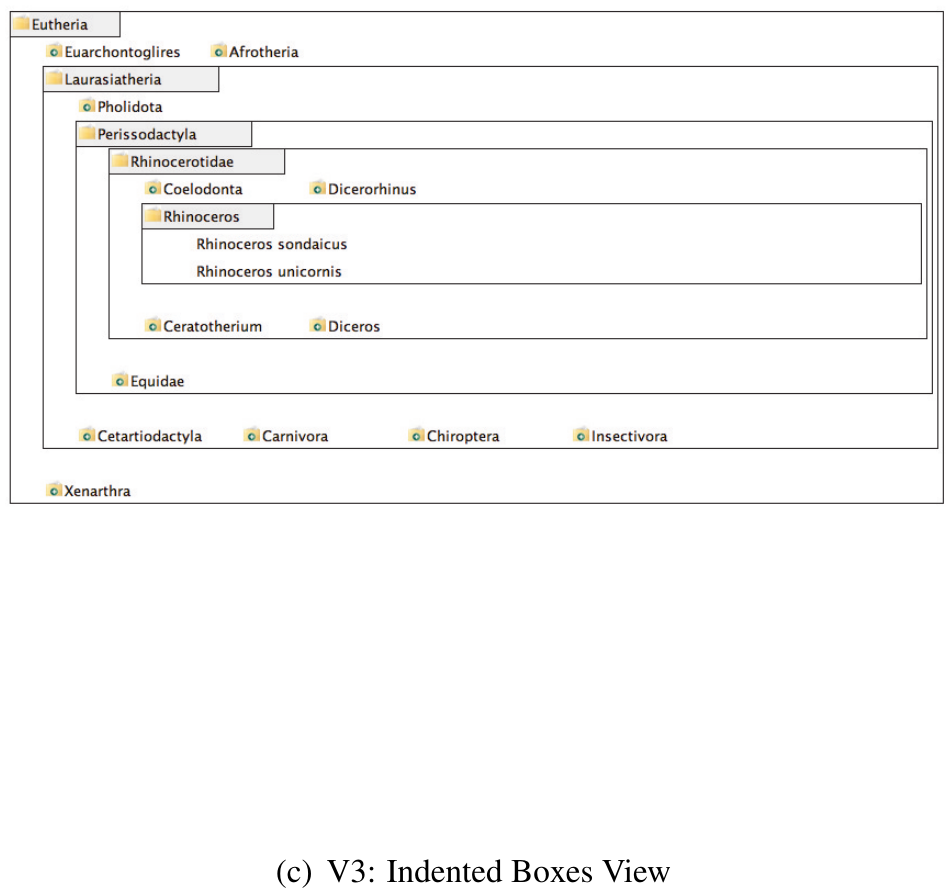 Eutheria
Euarchontoglires Afrotheria
Laurasiatheria
Pholidota
Perissodactyla
Rhinocerotidae
Coelodonta Dicerorhinus
Rhinoceros
Rhinoceros sondaicus
Rhinoceros unicornis
Ceratotherium Diceros
Equidae
Cetartiodactyla Carnivora Chiroptera Insectivora
Xenarthra
(c) V3: Indented Boxes View